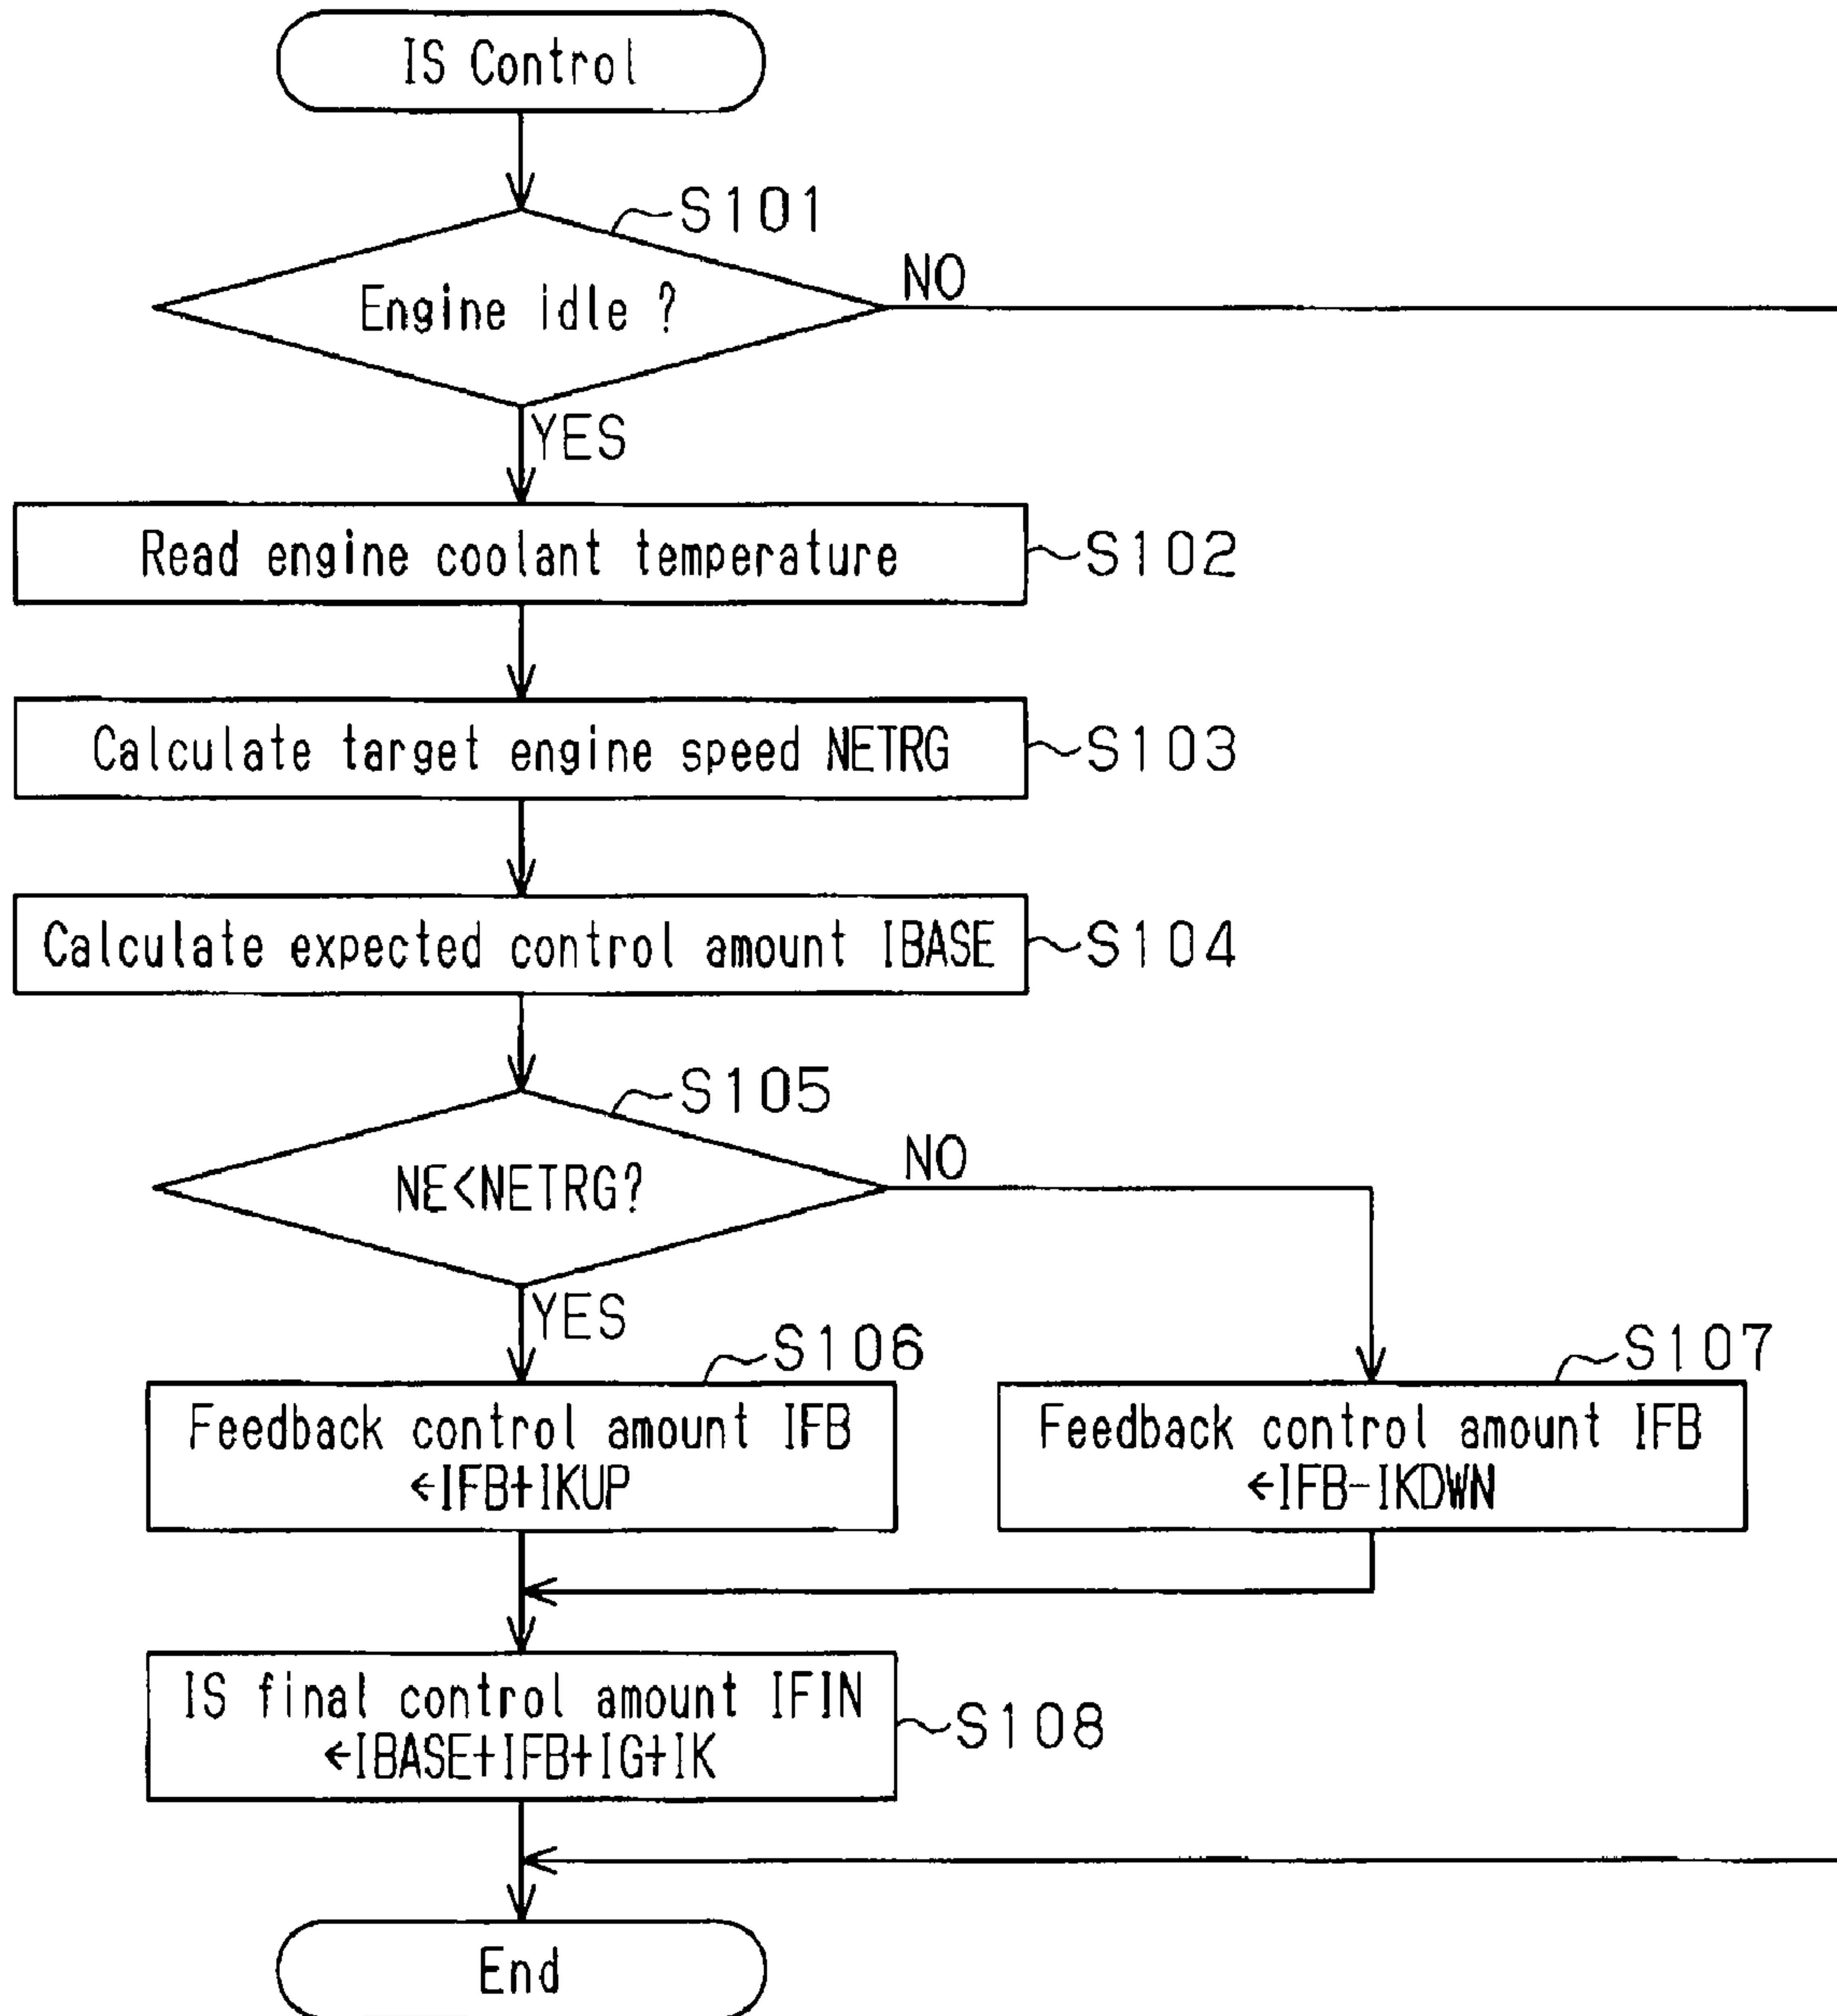 IS Control
S101
Engine idle ?
NO
YES
Read engine coolant temperature
S102
Calculate target engine speed NETRG
S103
Calculate expected control amount IBASE
S104
S105
NE<NETRG?
NO
YES
S106
Feedback control amount IFB
←IFB+IKUP
S107
Feedback control amount IFB
←IFB-IKDWN
IS final control amount IFIN
←IBASE+IFB+IG+IK
S108
End